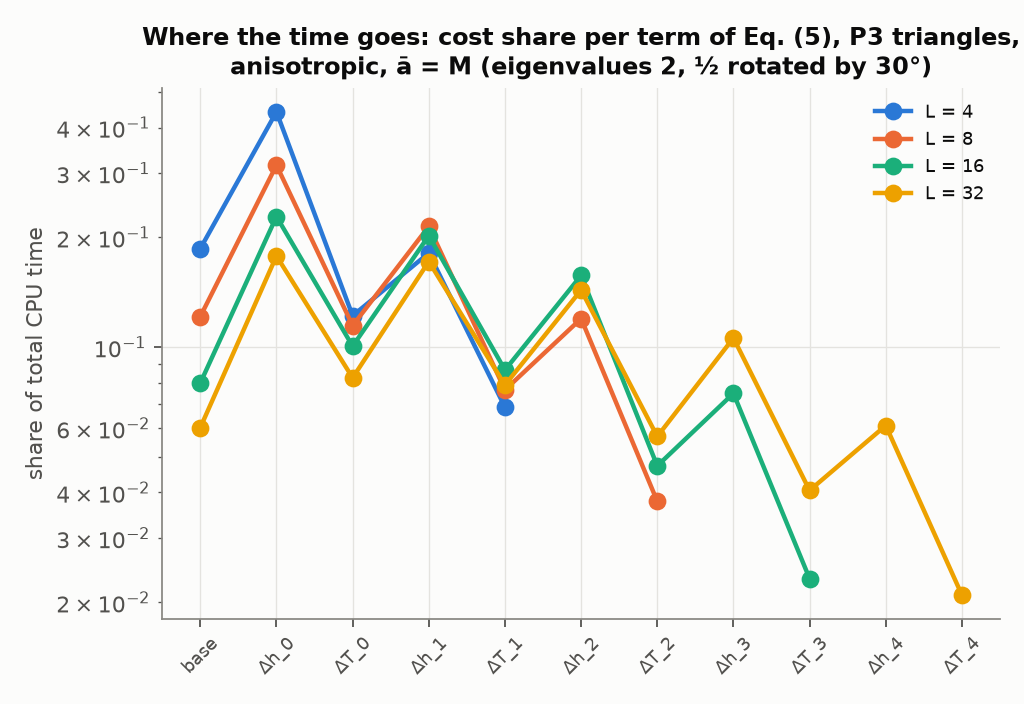 Where the time goes: cost share per term of Eq. (5), P3 triangles,
anisotropic, ā = M (eigenvalues 2, ½ rotated by 30°)
share of total CPU time
4 × 10⁻¹
3 × 10⁻¹
2 × 10⁻¹
10⁻¹
6 × 10⁻²
4 × 10⁻²
3 × 10⁻²
2 × 10⁻²
L = 4
L = 8
L = 16
L = 32
base
Δh_0
ΔT_0
Δh_1
ΔT_1
Δh_2
ΔT_2
Δh_3
ΔT_3
Δh_4
ΔT_4